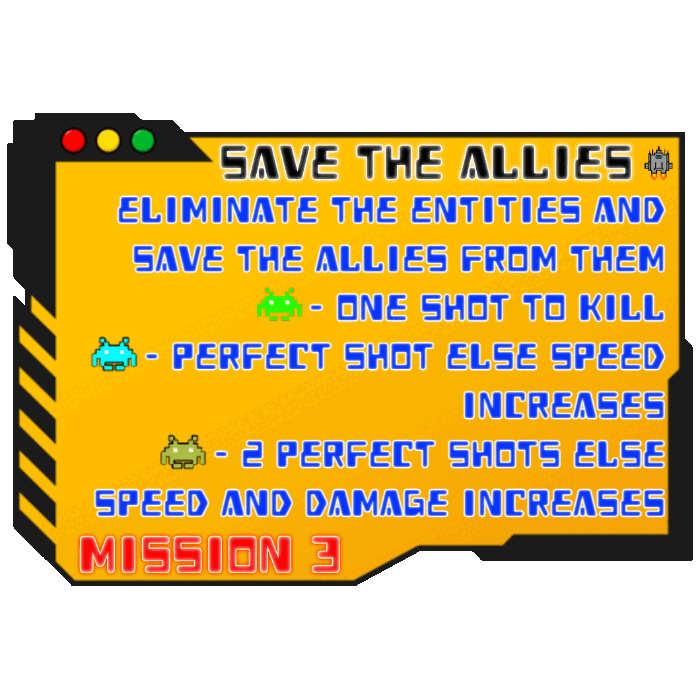 SAVE THE ALLIES
ELIMINATE THE ENTITIES AND
SAVE THE ALLIES FROM THEM
- ONE SHOT TO KILL
- PERFECT SHOT ELSE SPEED
INCREASES
- 2 PERFECT SHOTS ELSE
SPEED AND DAMAGE INCREASES
MISSION 3